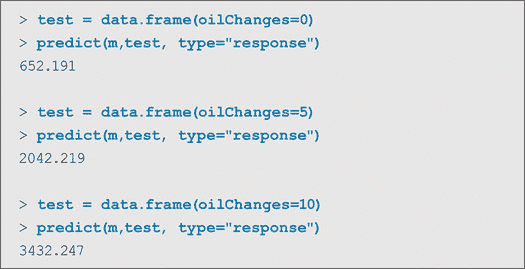 > test = data.frame(oilChanges=0)
> predict(m,test, type="response")
652.191
> test = data.frame(oilChanges=5)
> predict(m,test, type="response")
2042.219
> test = data.frame(oilChanges=10)
> predict(m,test, type="response")
3432.247